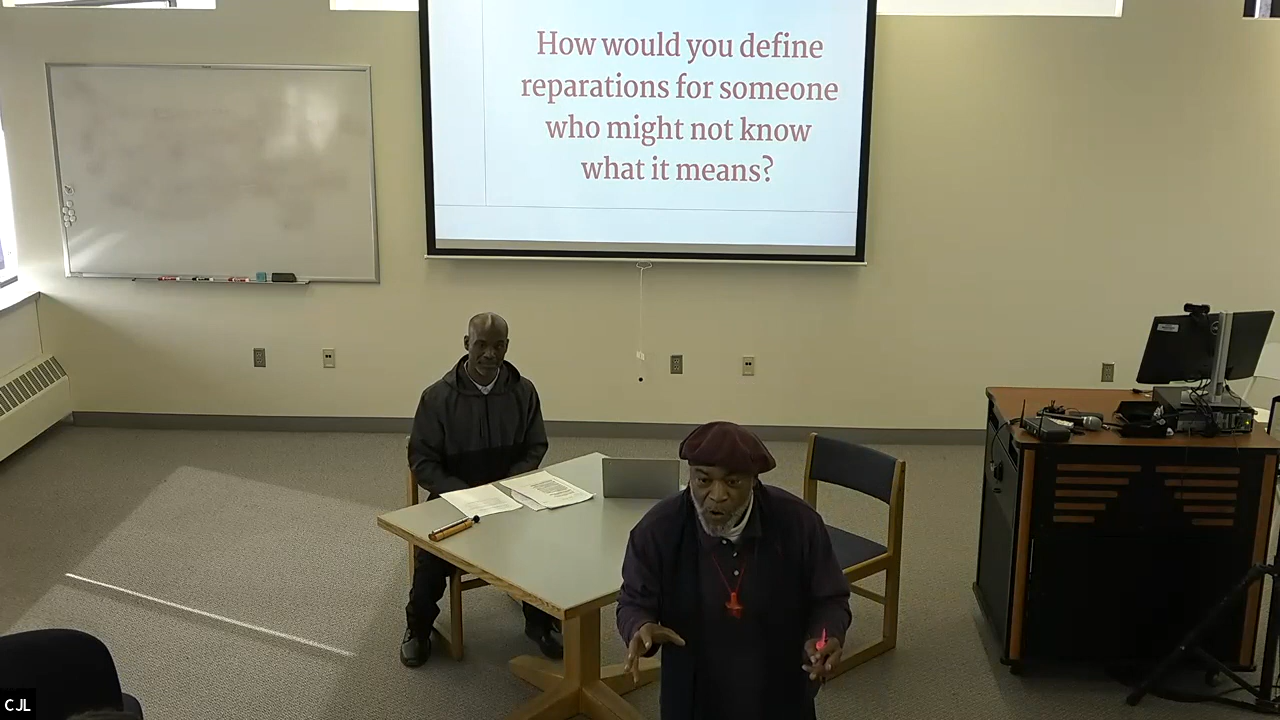 How would you define
reparations for someone
who might not know
what it means?
CJL